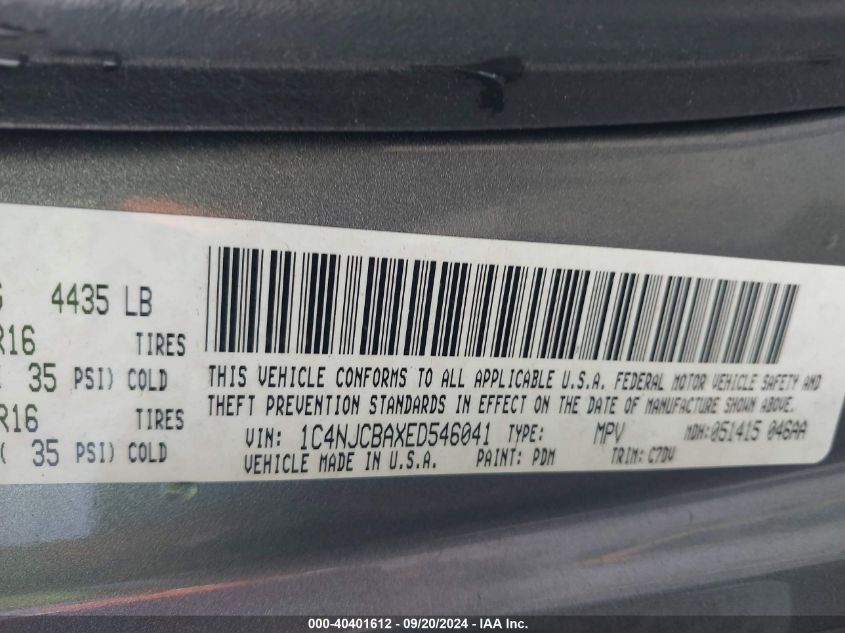 4435 LB
R16 TIRES
35 PSI) COLD
R16 TIRES
( 35 PSI) COLD
THIS VEHICLE CONFORMS TO ALL APPLICABLE U.S.A. FEDERAL MOTOR VEHICLE SAFETY AND
THEFT PREVENTION STANDARDS IN EFFECT ON THE DATE OF MANUFACTURE SHOWN ABOVE.
VIN: 1C4NJCBAXED546041 TYPE: MPV MDH:051415 046AA
VEHICLE MADE IN U.S.A. PAINT: PDM TRIM: C7DV
000-40401612 - 09/20/2024 - IAA Inc.